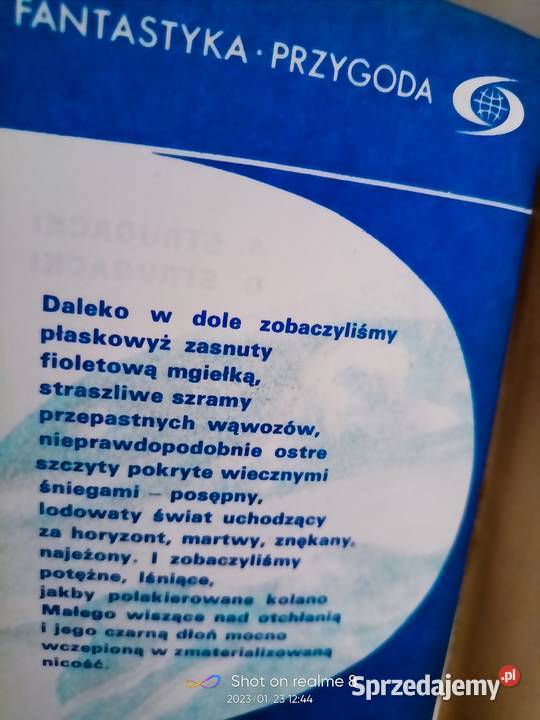 FANTASTYKA · PRZYGODA
A. STRUGACKI
B. STRUGACKI
Daleko w dole zobaczyliśmy
płaskowyż zasnuty
fioletową mgiełką,
straszliwe szramy
przepastnych wąwozów,
nieprawdopodobnie ostre
szczyty pokryte wiecznymi
śniegami – posępny,
lodowaty świat uchodzący
za horyzont, martwy, znękany,
najeżony. I zobaczyliśmy
potężne, lśniące,
jakby polakierowane kolano
Małego wiszące nad otchłanią
i jego czarną dłoń mocno
wczepioną w zmaterializowaną
nicość.
Shot on realme 8
2023/01/23 12:44
Sprzedajemy.pl